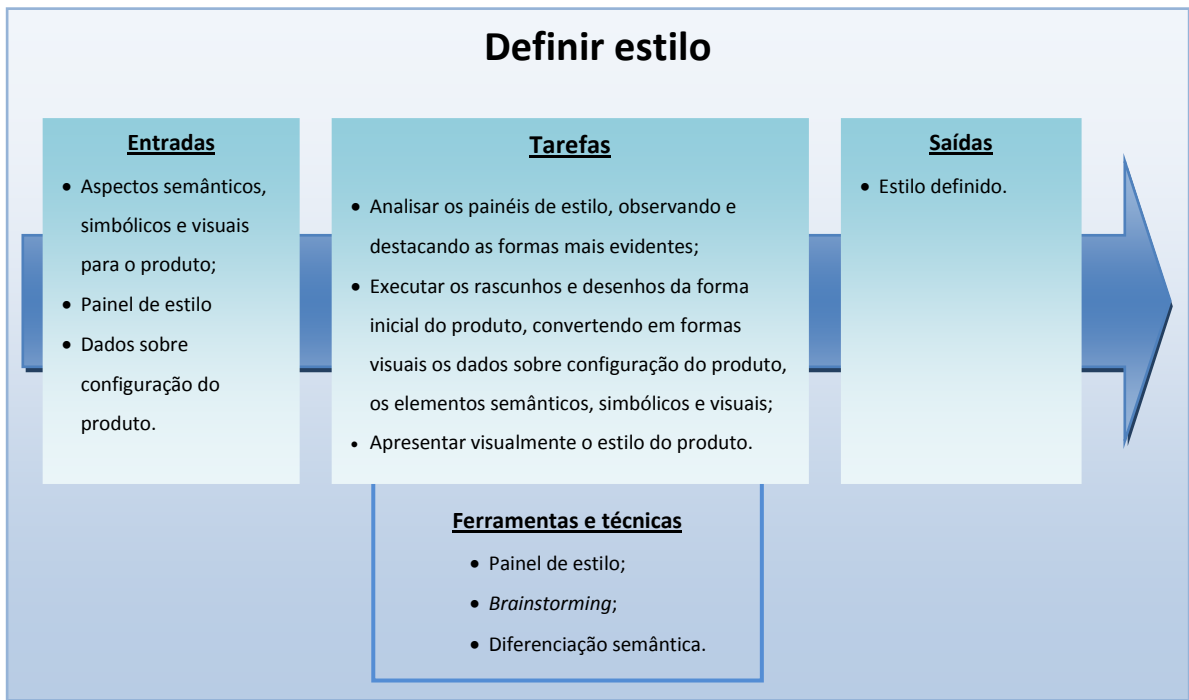 Definir estilo
Entradas
• Aspectos semânticos,
simbólicos e visuais
para o produto;
• Painel de estilo
• Dados sobre
configuração do
produto.
Tarefas
• Analisar os painéis de estilo, observando e
destacando as formas mais evidentes;
• Executar os rascunhos e desenhos da forma
inicial do produto, convertendo em formas
visuais os dados sobre configuração do produto,
os elementos semânticos, simbólicos e visuais;
• Apresentar visualmente o estilo do produto.
Saídas
• Estilo definido.
Ferramentas e técnicas
• Painel de estilo;
• Brainstorming;
• Diferenciação semântica.